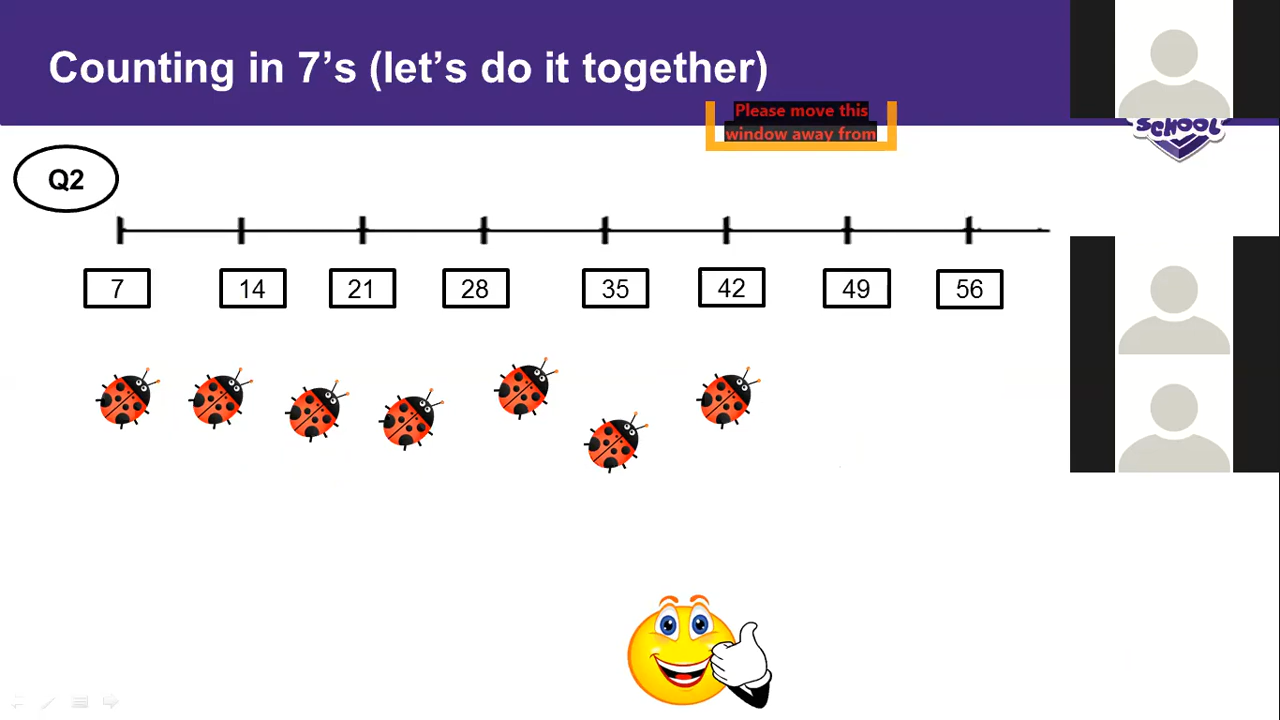 Counting in 7’s (let’s do it together)
Please move this
window away from
SCHOOL
Q2
7 14 21 28 35 42 49 56